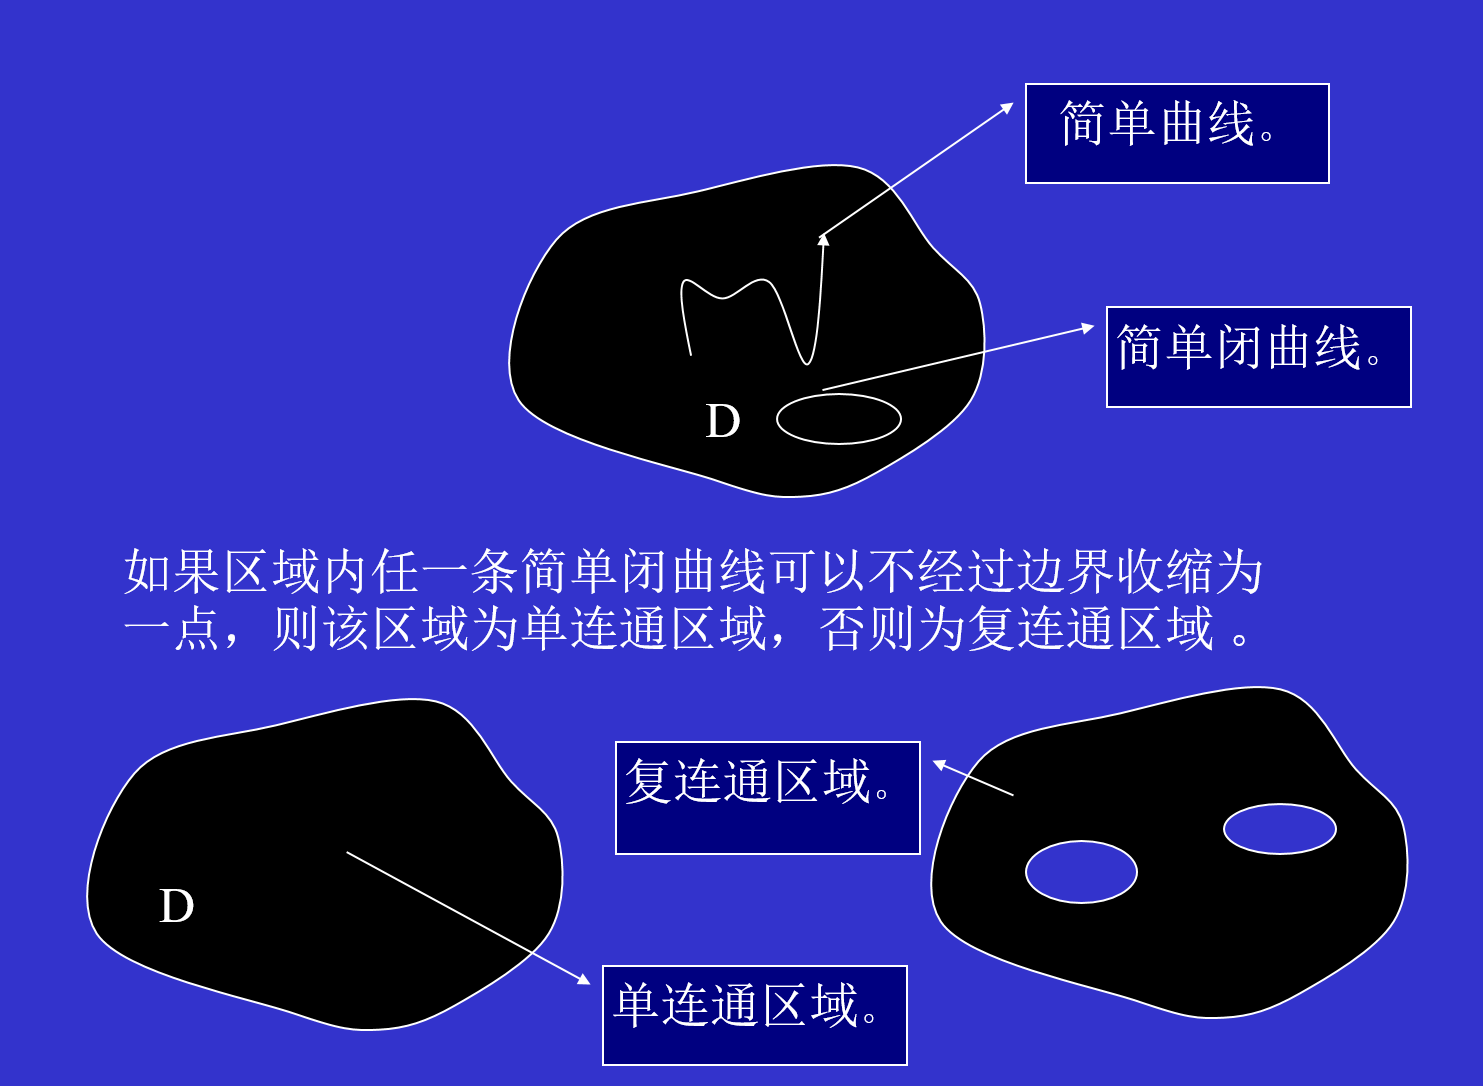 简单曲线。
简单闭曲线。
D
如果区域内任一条简单闭曲线可以不经过边界收缩为
一点，则该区域为单连通区域，否则为复连通区域 。
复连通区域。
D
单连通区域。